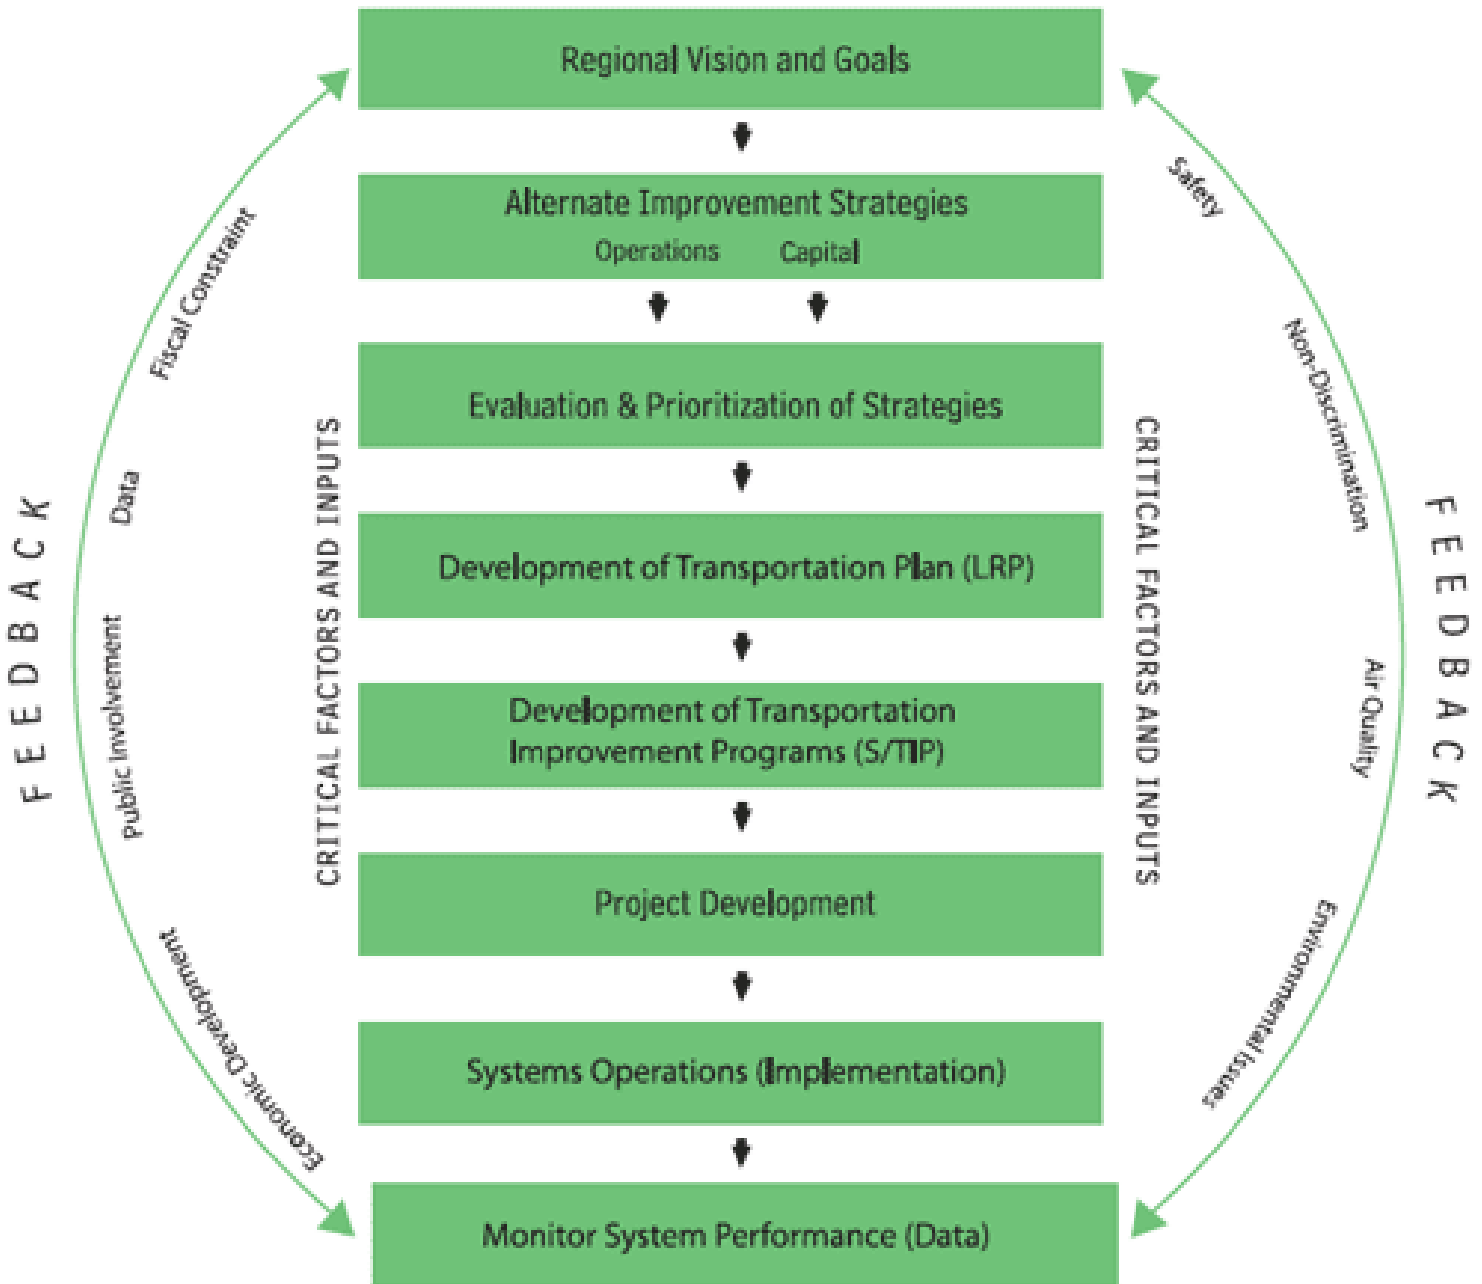 Regional Vision and Goals
Alternate Improvement Strategies
Operations Capital
Evaluation & Prioritization of Strategies
Development of Transportation Plan (LRP)
Development of Transportation
Improvement Programs (S/TIP)
Project Development
Systems Operations (Implementation)
Monitor System Performance (Data)
FEEDBACK
Fiscal Constraint
Data
Public Involvement
Economic Development
CRITICAL FACTORS AND INPUTS
CRITICAL FACTORS AND INPUTS
Safety
Non-Discrimination
Air Quality
Environmental Issues
FEEDBACK